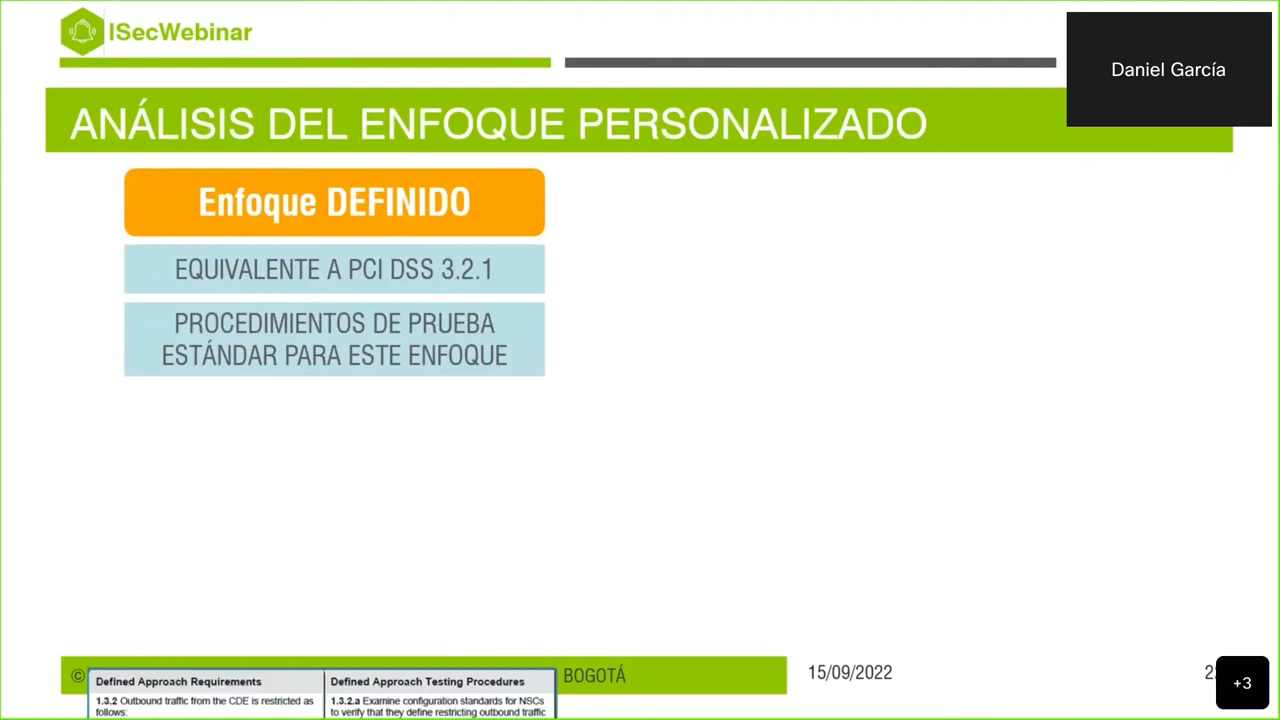 ISecWebinar
Daniel García
ANÁLISIS DEL ENFOQUE PERSONALIZADO
Enfoque DEFINIDO
EQUIVALENTE A PCI DSS 3.2.1
PROCEDIMIENTOS DE PRUEBA
ESTÁNDAR PARA ESTE ENFOQUE
© BOGOTÁ
15/09/2022
+3
Defined Approach Requirements
1.3.2 Outbound traffic from the CDE is restricted as
follows:
Defined Approach Testing Procedures
1.3.2.a Examine configuration standards for NSCs
to verify that they define restricting outbound traffic